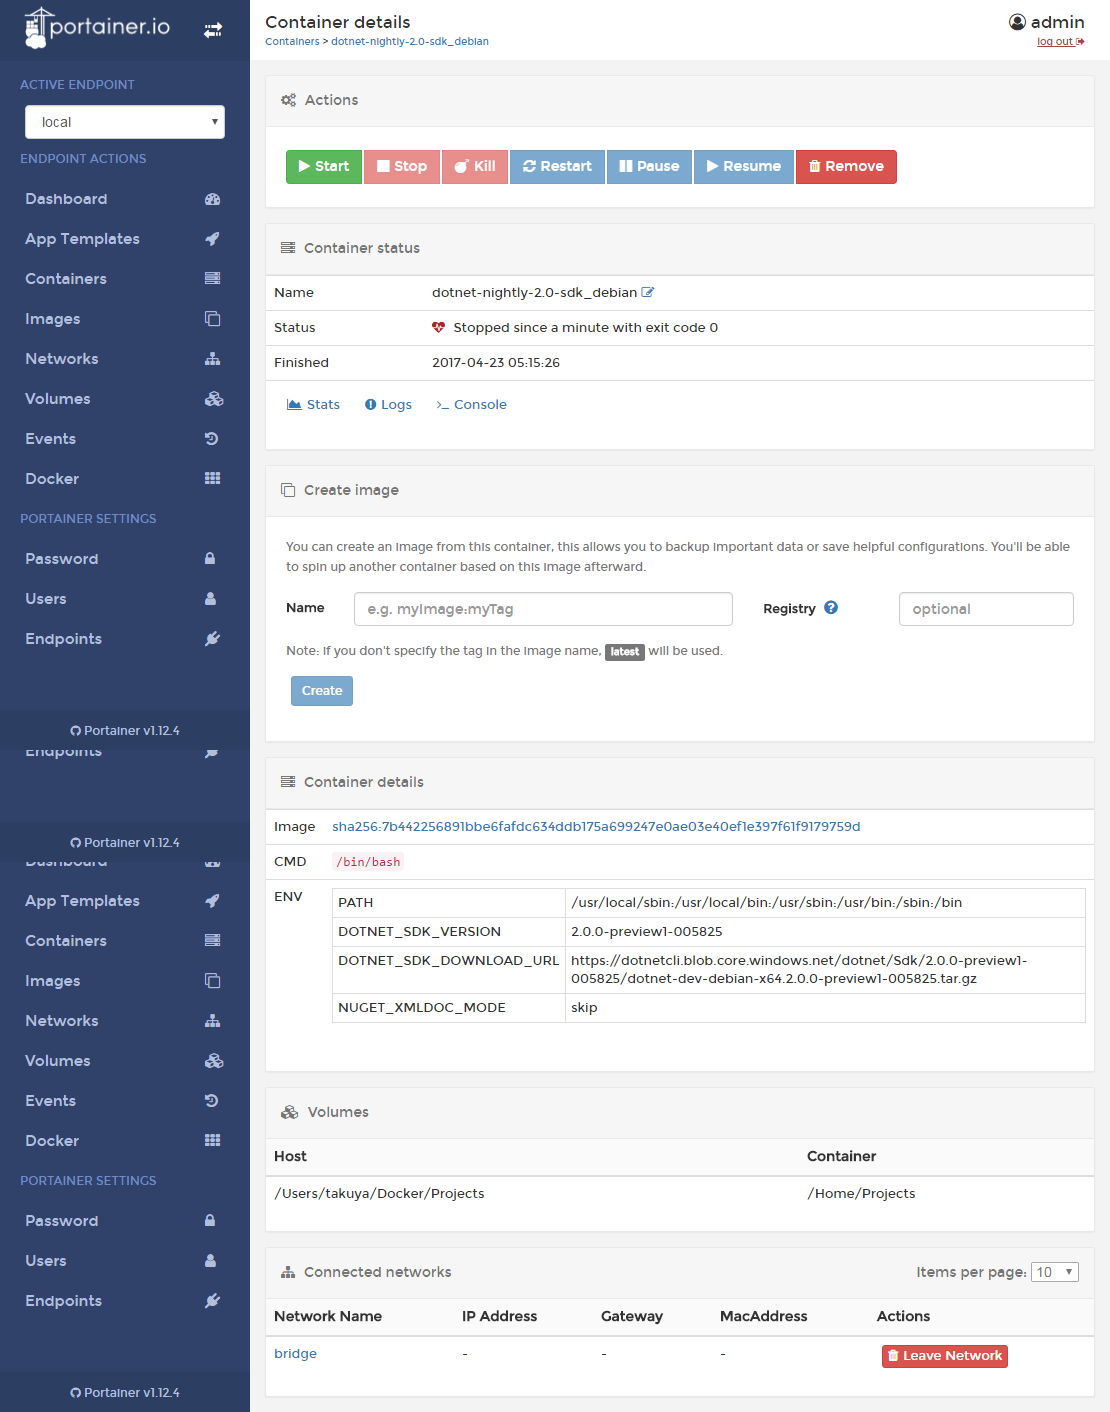 portainer.io
ACTIVE ENDPOINT
local
ENDPOINT ACTIONS
Dashboard
App Templates
Containers
Images
Networks
Volumes
Events
Docker
PORTAINER SETTINGS
Password
Users
Endpoints
Portainer v1.12.4
Endpoints
Portainer v1.12.4
Dashboard
App Templates
Containers
Images
Networks
Volumes
Events
Docker
PORTAINER SETTINGS
Password
Users
Endpoints
Portainer v1.12.4
Container details
Containers > dotnet-nightly-2.0-sdk_debian
admin
log out
Actions
Start Stop Kill Restart Pause Resume Remove
Container status
Name dotnet-nightly-2.0-sdk_debian
Status Stopped since a minute with exit code 0
Finished 2017-04-23 05:15:26
Stats Logs >_ Console
Create image
You can create an image from this container, this allows you to backup important data or save helpful configurations. You'll be able
to spin up another container based on this image afterward.
Name e.g. myImage:myTag Registry optional
Note: if you don't specify the tag in the image name, latest will be used.
Create
Container details
Image sha256:7b442256891bbe6fafdc634ddb175a699247e0ae03e40ef1e397f61f9179759d
CMD /bin/bash
ENV
PATH /usr/local/sbin:/usr/local/bin:/usr/sbin:/usr/bin:/sbin:/bin
DOTNET_SDK_VERSION 2.0.0-preview1-005825
DOTNET_SDK_DOWNLOAD_URL https://dotnetcli.blob.core.windows.net/dotnet/Sdk/2.0.0-preview1-
005825/dotnet-dev-debian-x64.2.0.0-preview1-005825.tar.gz
NUGET_XMLDOC_MODE skip
Volumes
Host Container
/Users/takuya/Docker/Projects /Home/Projects
Connected networks Items per page: 10
Network Name IP Address Gateway MacAddress Actions
bridge - - - Leave Network